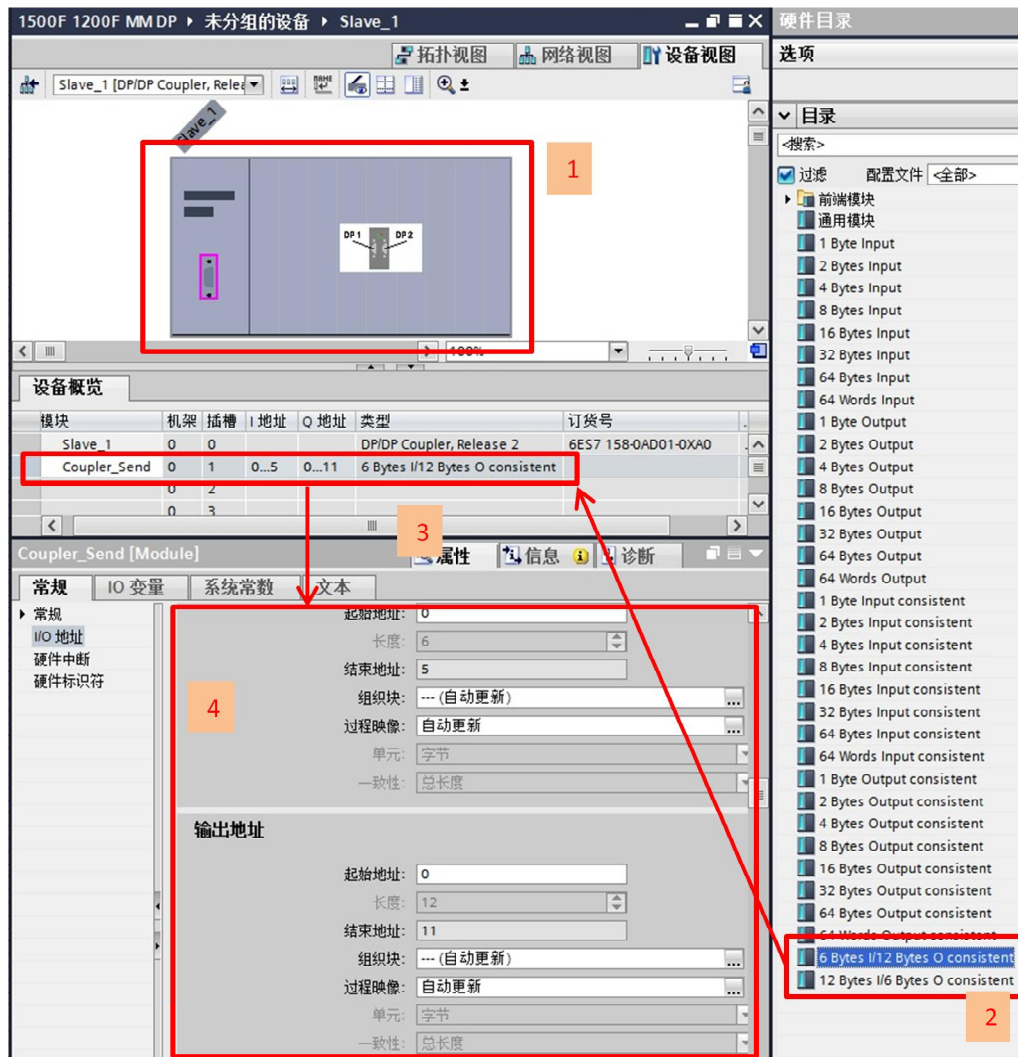 1500F 1200F MM DP ▸ 未分组的设备 ▸ Slave_1
拓扑视图 网络视图 设备视图
Slave_1 [DP/DP Coupler, Relea
Slave_1
DP1 DP2
1
100%
设备概览
模块 机架 插槽 I 地址 Q 地址 类型 订货号
Slave_1 0 0 DP/DP Coupler, Release 2 6ES7 158-0AD01-0XA0
Coupler_Send 0 1 0...5 0...11 6 Bytes I/12 Bytes O consistent
0 2
0 3
3
Coupler_Send [Module]
属性 信息 诊断
常规 IO 变量 系统常数 文本
常规
I/O 地址
硬件中断
硬件标识符
4
起始地址: 0
长度: 6
结束地址: 5
组织块: --- (自动更新)
过程映像: 自动更新
单元: 字节
一致性: 总长度
输出地址
起始地址: 0
长度: 12
结束地址: 11
组织块: --- (自动更新)
过程映像: 自动更新
单元: 字节
一致性: 总长度
硬件目录
选项
目录
<搜索>
过滤 配置文件 <全部>
前端模块
通用模块
1 Byte Input
2 Bytes Input
4 Bytes Input
8 Bytes Input
16 Bytes Input
32 Bytes Input
64 Bytes Input
64 Words Input
1 Byte Output
2 Bytes Output
4 Bytes Output
8 Bytes Output
16 Bytes Output
32 Bytes Output
64 Bytes Output
64 Words Output
1 Byte Input consistent
2 Bytes Input consistent
4 Bytes Input consistent
8 Bytes Input consistent
16 Bytes Input consistent
32 Bytes Input consistent
64 Bytes Input consistent
64 Words Input consistent
1 Byte Output consistent
2 Bytes Output consistent
4 Bytes Output consistent
8 Bytes Output consistent
16 Bytes Output consistent
32 Bytes Output consistent
64 Bytes Output consistent
64 Words Output consistent
6 Bytes I/12 Bytes O consistent
12 Bytes I/6 Bytes O consistent
2